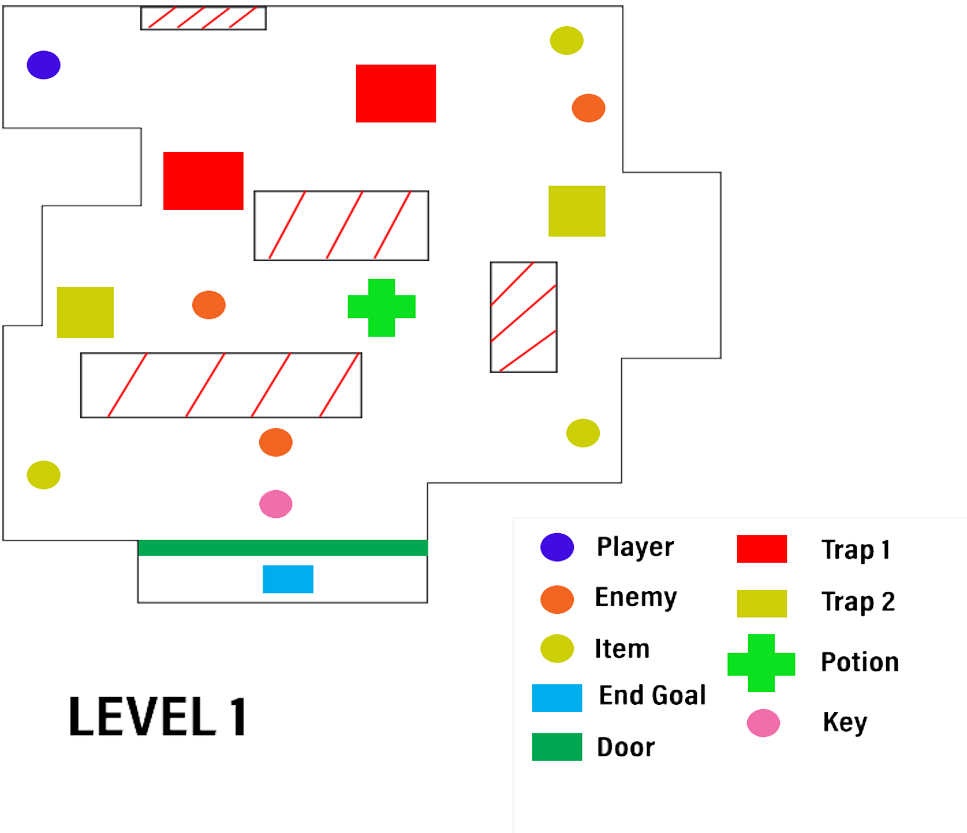 Player
Enemy
Item
End Goal
Door
Trap 1
Trap 2
Potion
Key
LEVEL 1